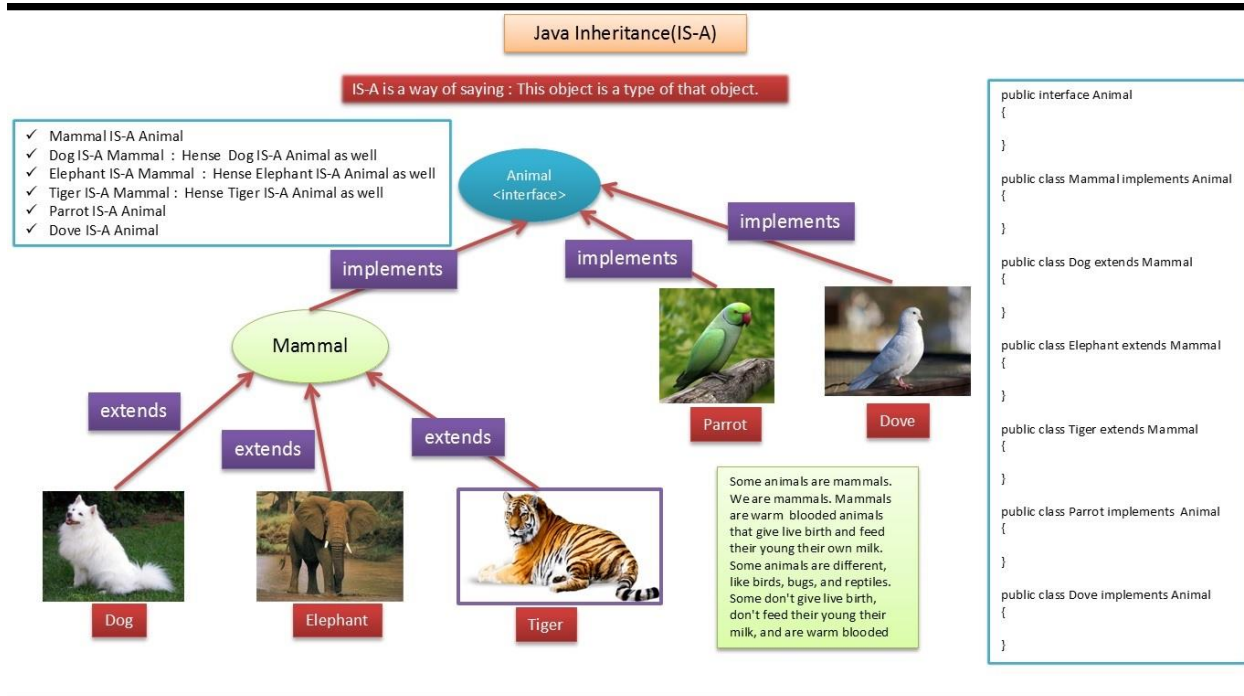 Java Inheritance(IS-A)
IS-A is a way of saying : This object is a type of that object.
✓ Mammal IS-A Animal
✓ Dog IS-A Mammal : Hense Dog IS-A Animal as well
✓ Elephant IS-A Mammal : Hense Elephant IS-A Animal as well
✓ Tiger IS-A Mammal : Hense Tiger IS-A Animal as well
✓ Parrot IS-A Animal
✓ Dove IS-A Animal
Animal
<interface>
implements
implements
implements
Mammal
extends
extends
extends
Parrot
Dove
Dog
Elephant
Tiger
Some animals are mammals.
We are mammals. Mammals
are warm blooded animals
that give live birth and feed
their young their own milk.
Some animals are different,
like birds, bugs, and reptiles.
Some don't give live birth,
don't feed their young their
milk, and are warm blooded
public interface Animal
{
}
public class Mammal implements Animal
{
}
public class Dog extends Mammal
{
}
public class Elephant extends Mammal
{
}
public class Tiger extends Mammal
{
}
public class Parrot implements Animal
{
}
public class Dove implements Animal
{
}